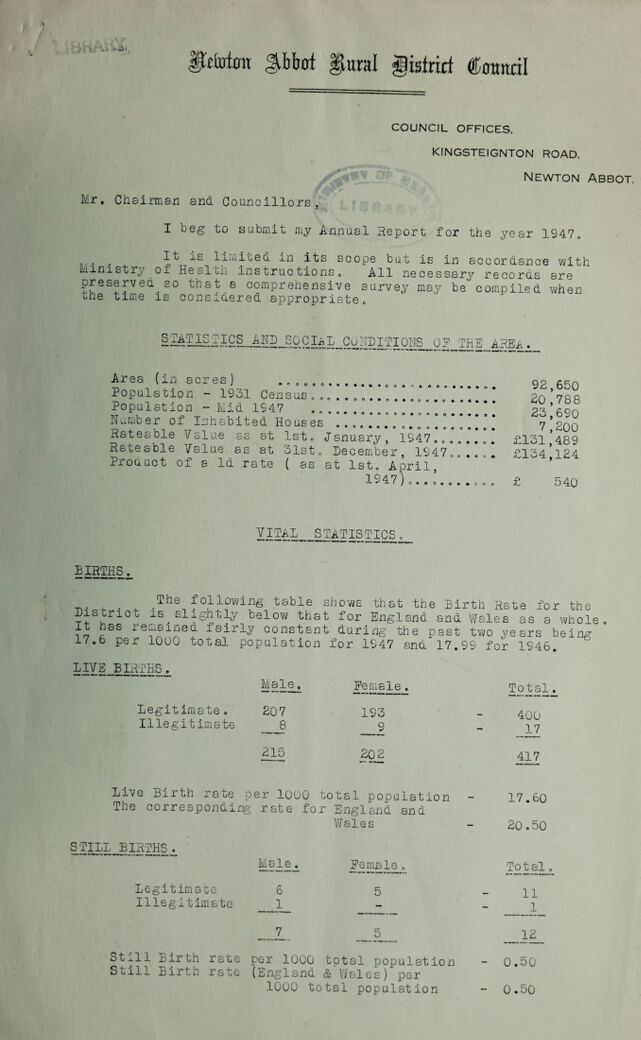 LIBRARY
Newton Abbot Rural District Council
COUNCIL OFFICES,
KINGSTEIGNTON ROAD,
NEWTON ABBOT.
MINISTRY OF HEALTH
LIBRARY
Mr. Chairman and Councillors,
I beg to submit my Annual Report for the year 1947.
It is limited in its scope but is in accordance with
Ministry of Health instructions. All necessary records are
preserved so that a comprehensive survey may be compiled when
the time is considered appropriate.
STATISTICS AND SOCIAL CONDITIONS OF THE AREA.
Area (in acres) ........................... 92,650
Population - 1931 Census....................... 20,788
Population - Mid 1947 ....................... 23,690
Number of Inhabited Houses .................... 7,200
Rateable Value as at 1st. January, 1947........ £131,489
Rateable Value as at 31st. December, 1947...... £134,124
Product of a 1d rate ( as at 1st. April,
1947)........... £ 540
VITAL STATISTICS.
BIRTHS.
The following table shows that the Birth Rate for the
District is slightly below that for England and Wales as a whole.
It has remained fairly constant during the past two years being
17.6 per 1000 total population for 1947 and 17.99 for 1946.
LIVE BIRTHS.
Male. Female. Total.
Legitimate. 207 193 - 400
Illegitimate 8 9 - 17
215 202 417
Live Birth rate per 1000 total population - 17.60
The corresponding rate for England and
Wales - 20.50
STILL BIRTHS.
Male. Female. Total.
Legitimate 6 5 - 11
Illegitimate 1 - - 1
7 5 12
Still Birth rate per 1000 total population - 0.50
Still Birth rate (England & Wales) per
1000 total population - 0.50